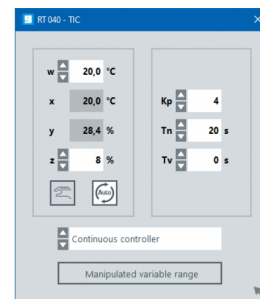 RT 040 - TIC
w 20,0 °C
x 20,0 °C
y 28,4 %
z 8 %
Auto
Kp 4
Tn 20 s
Tv 0 s
Continuous controller
Manipulated variable range